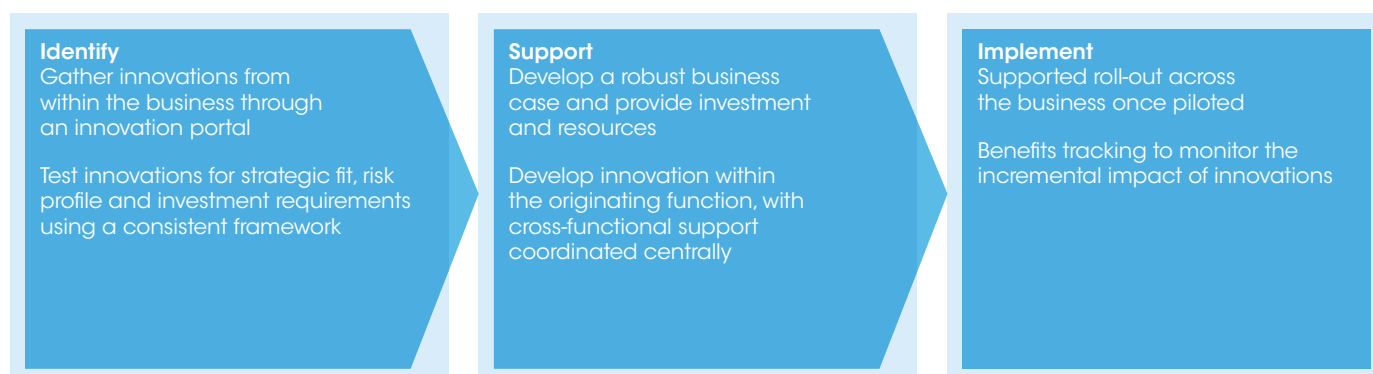 Identify
Gather innovations from
within the business through
an innovation portal
Test innovations for strategic fit, risk
profile and investment requirements
using a consistent framework
Support
Develop a robust business
case and provide investment
and resources
Develop innovation within
the originating function, with
cross-functional support
coordinated centrally
Implement
Supported roll-out across
the business once piloted
Benefits tracking to monitor the
incremental impact of innovations